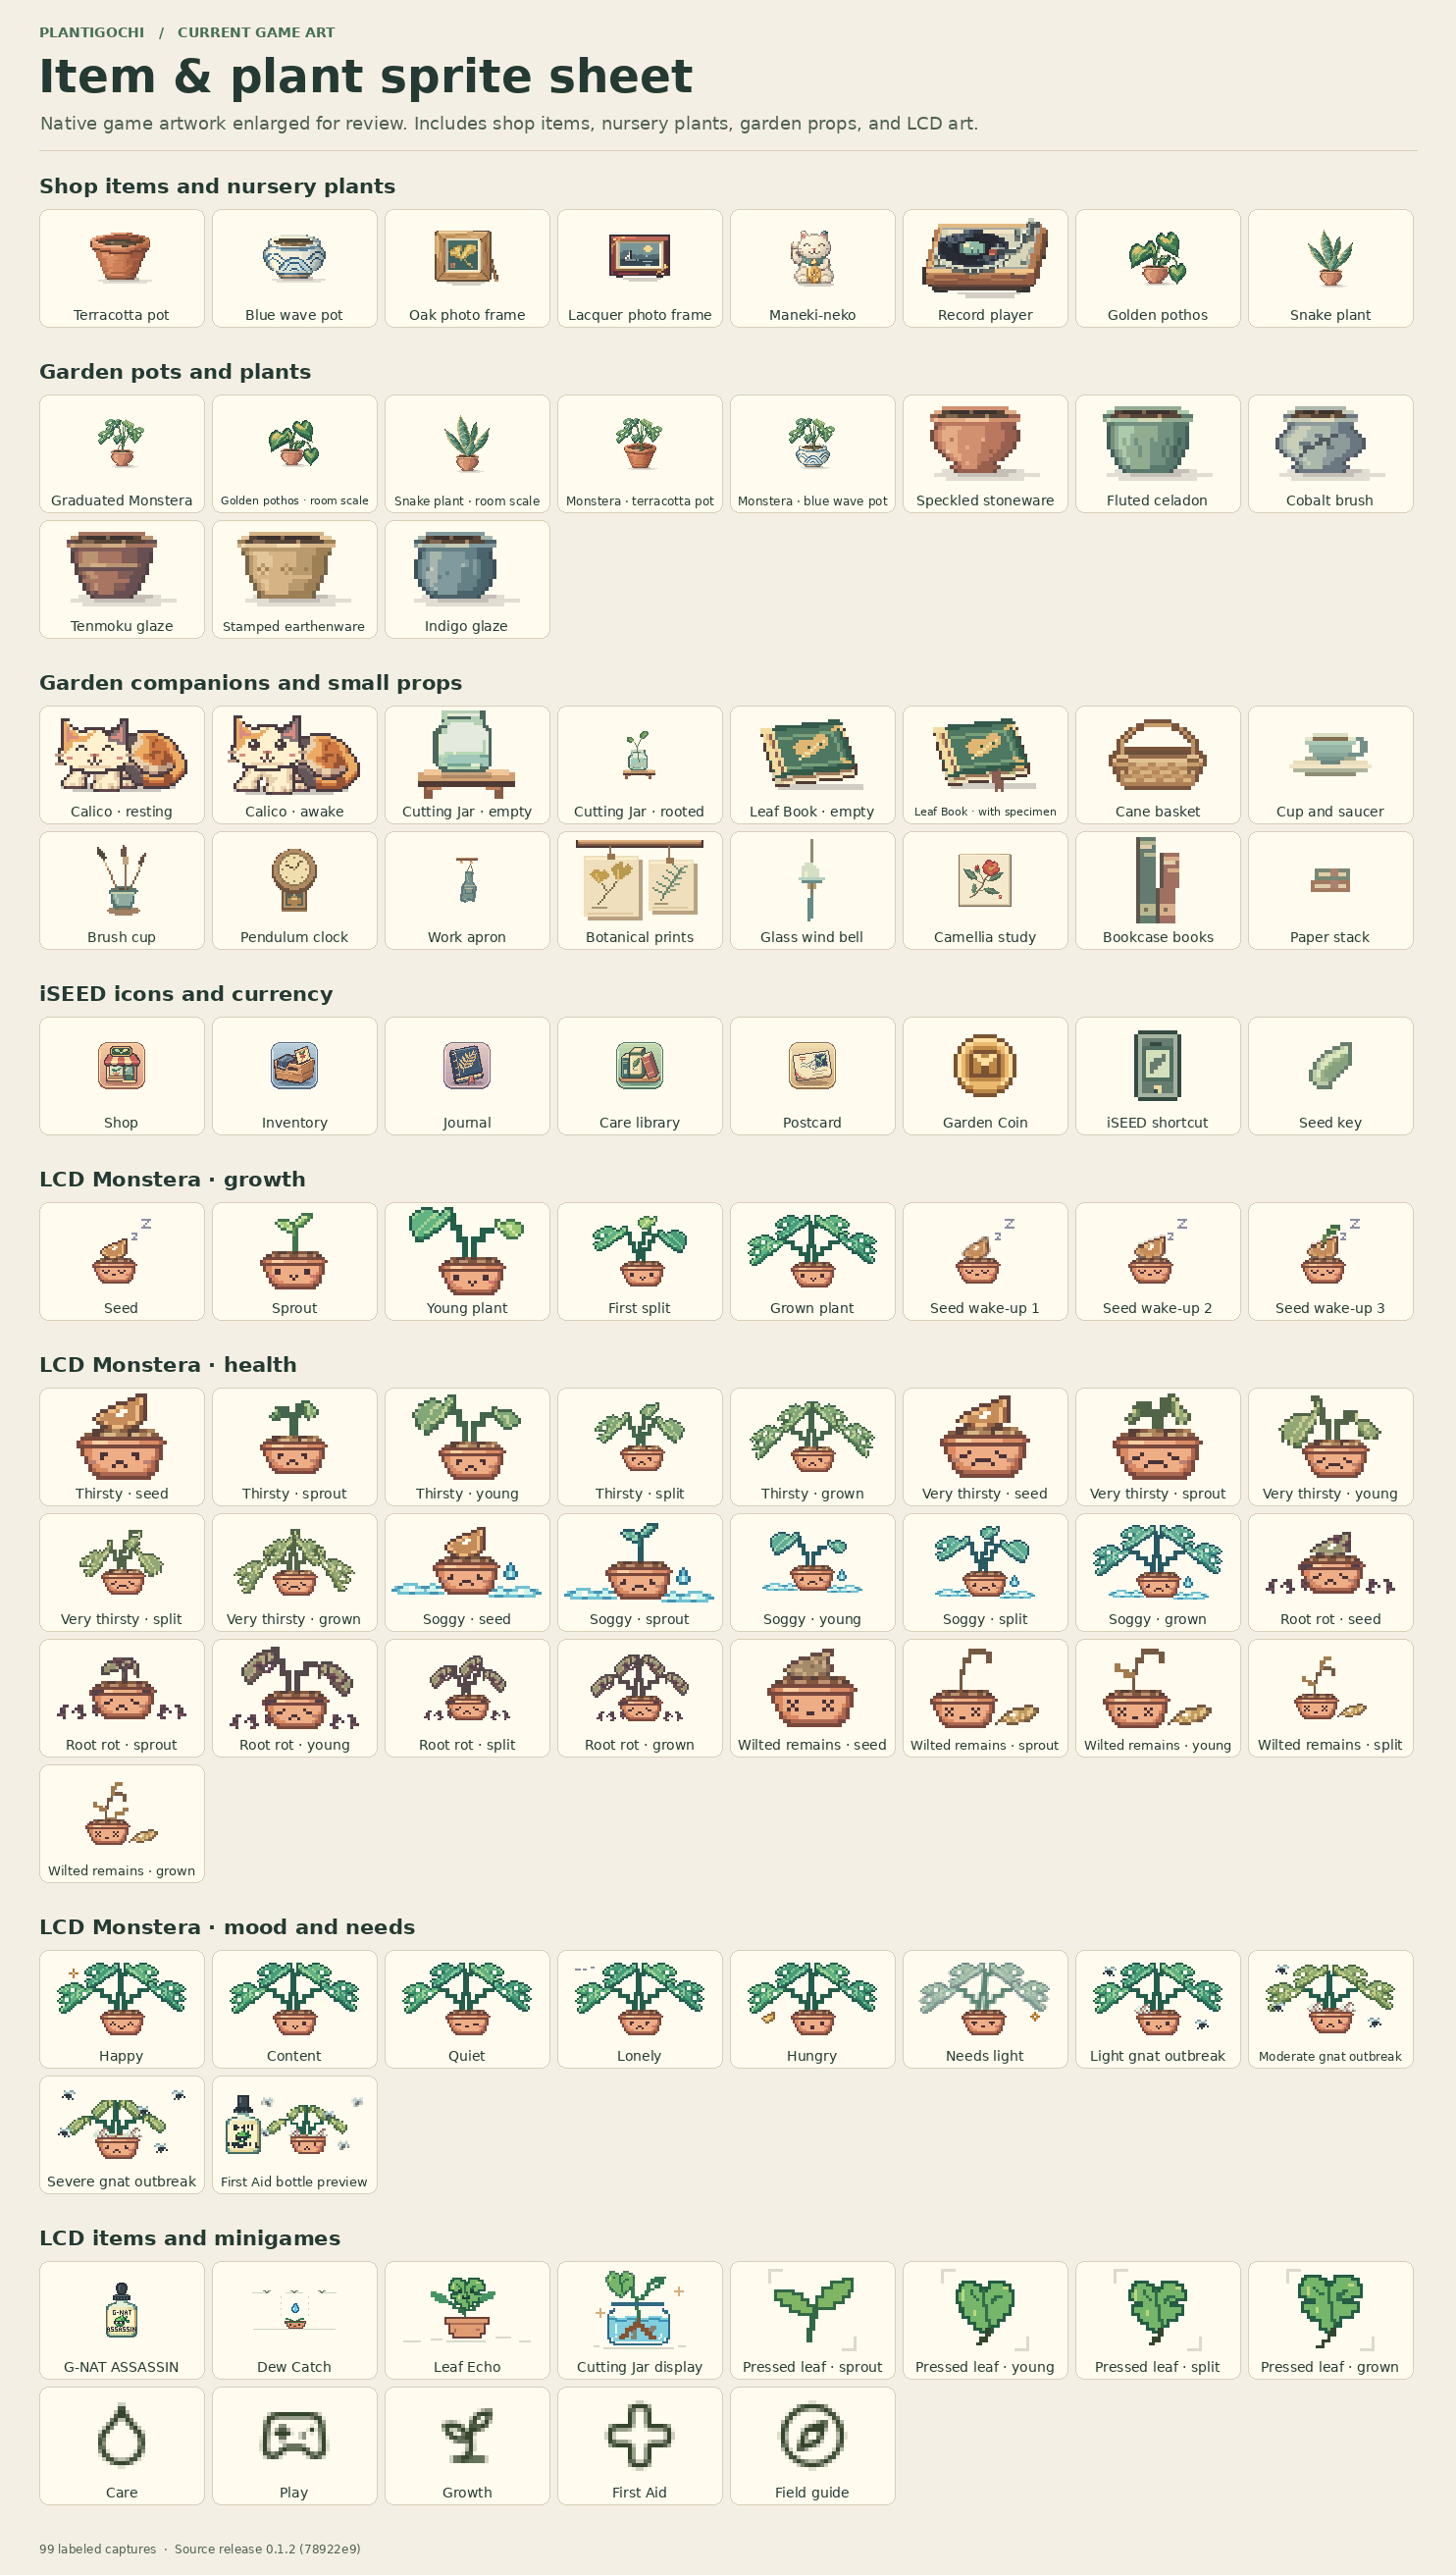 PLANTIGOCHI / CURRENT GAME ART
Item & plant sprite sheet
Native game artwork enlarged for review. Includes shop items, nursery plants, garden props, and LCD art.
Shop items and nursery plants
Terracotta pot
Blue wave pot
Oak photo frame
Lacquer photo frame
Maneki-neko
Record player
Golden pothos
Snake plant
Garden pots and plants
Graduated Monstera
Golden pothos · room scale
Snake plant · room scale
Monstera · terracotta pot
Monstera · blue wave pot
Speckled stoneware
Fluted celadon
Cobalt brush
Tenmoku glaze
Stamped earthenware
Indigo glaze
Garden companions and small props
Calico · resting
Calico · awake
Cutting Jar · empty
Cutting Jar · rooted
Leaf Book · empty
Leaf Book · with specimen
Cane basket
Cup and saucer
Brush cup
Pendulum clock
Work apron
Botanical prints
Glass wind bell
Camellia study
Bookcase books
Paper stack
iSEED icons and currency
Shop
Inventory
Journal
Care library
Postcard
Garden Coin
iSEED shortcut
Seed key
LCD Monstera · growth
z
z
z
z
z
z
z
z
Seed
Sprout
Young plant
First split
Grown plant
Seed wake-up 1
Seed wake-up 2
Seed wake-up 3
LCD Monstera · health
Thirsty · seed
Thirsty · sprout
Thirsty · young
Thirsty · split
Thirsty · grown
Very thirsty · seed
Very thirsty · sprout
Very thirsty · young
Very thirsty · split
Very thirsty · grown
Soggy · seed
Soggy · sprout
Soggy · young
Soggy · split
Soggy · grown
Root rot · seed
Root rot · sprout
Root rot · young
Root rot · split
Root rot · grown
Wilted remains · seed
Wilted remains · sprout
Wilted remains · young
Wilted remains · split
Wilted remains · grown
LCD Monstera · mood and needs
Happy
Content
Quiet
Lonely
Hungry
Needs light
Light gnat outbreak
Moderate gnat outbreak
Severe gnat outbreak
First Aid bottle preview
LCD items and minigames
G-NAT
ASSASSIN
G-NAT ASSASSIN
Dew Catch
Leaf Echo
Cutting Jar display
Pressed leaf · sprout
Pressed leaf · young
Pressed leaf · split
Pressed leaf · grown
Care
Play
Growth
First Aid
Field guide
99 labeled captures · Source release 0.1.2 (78922e9)